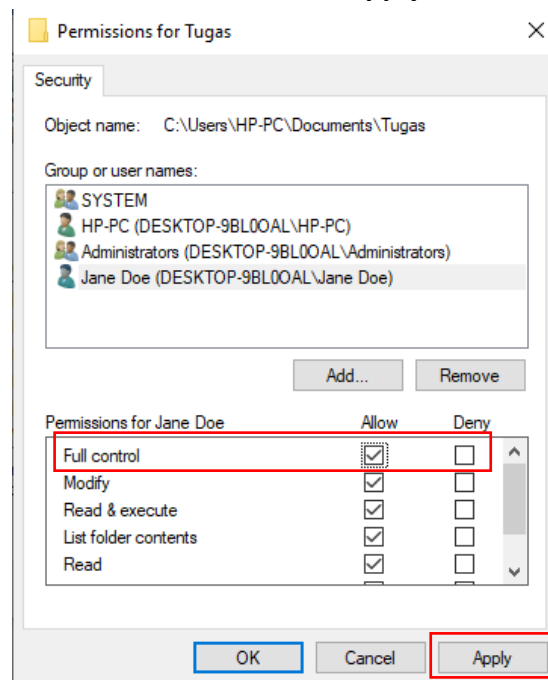 Permissions for Tugas
Security
Object name: C:\Users\HP-PC\Documents\Tugas
Group or user names:
SYSTEM
HP-PC (DESKTOP-9BL0OAL\HP-PC)
Administrators (DESKTOP-9BL0OAL\Administrators)
Jane Doe (DESKTOP-9BL0OAL\Jane Doe)
Add... Remove
Permissions for Jane Doe Allow Deny
Full control
Modify
Read & execute
List folder contents
Read
OK Cancel Apply